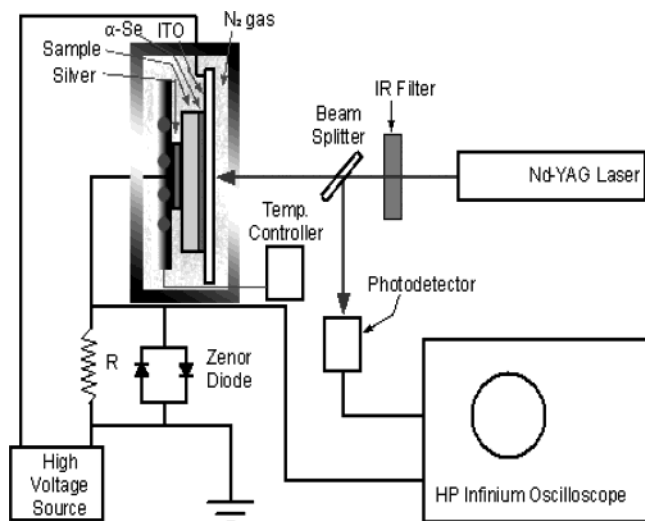 α-Se ITO
N₂ gas
Sample
Silver
IR Filter
Beam
Splitter
Nd-YAG Laser
Temp.
Controller
Photodetector
R
Zenor
Diode
High
Voltage
Source
HP Infinium Oscilloscope